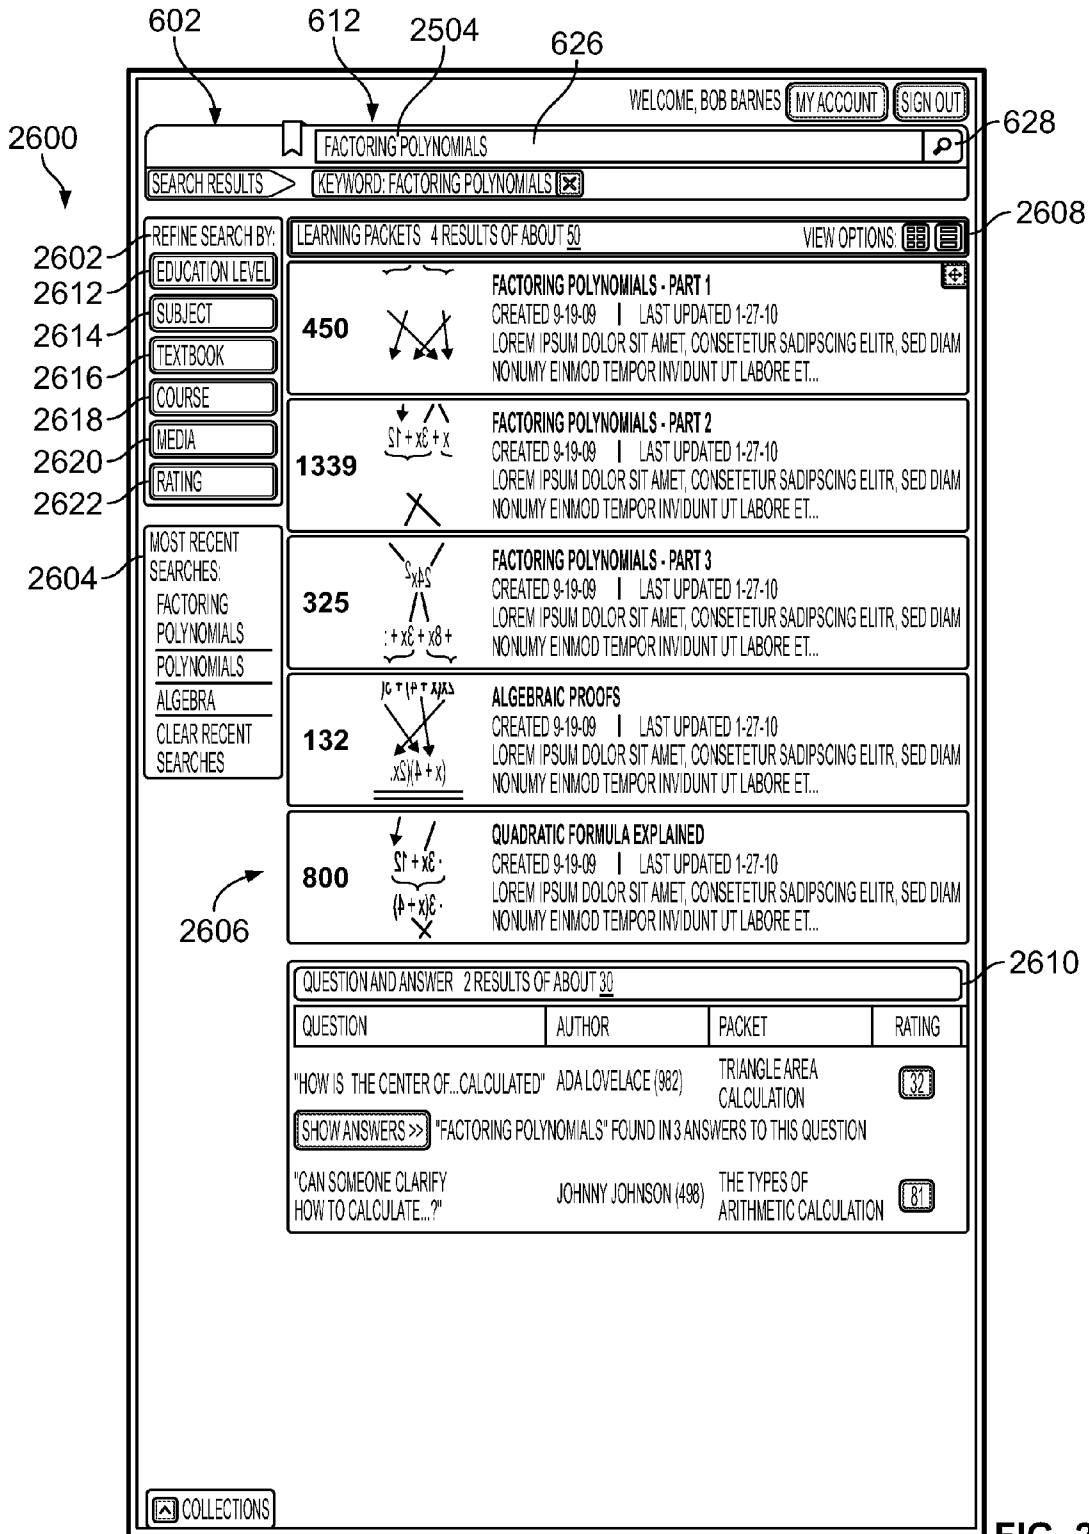 602
612
2504
626
WELCOME, BOB BARNES MY ACCOUNT SIGN OUT
628
2600
FACTORING POLYNOMIALS
SEARCH RESULTS KEYWORD: FACTORING POLYNOMIALS
2608
2602
REFINE SEARCH BY:
2612
EDUCATION LEVEL
2614
SUBJECT
2616
TEXTBOOK
2618
COURSE
2620
MEDIA
2622
RATING
2604
MOST RECENT
SEARCHES:
FACTORING
POLYNOMIALS
POLYNOMIALS
ALGEBRA
CLEAR RECENT
SEARCHES
2606
LEARNING PACKETS 4 RESULTS OF ABOUT 50 VIEW OPTIONS:
450
FACTORING POLYNOMIALS - PART 1
CREATED 9-19-09 | LAST UPDATED 1-27-10
LOREM IPSUM DOLOR SIT AMET, CONSETETUR SADIPSCING ELITR, SED DIAM
NONUMY EINMOD TEMPOR INVIDUNT UT LABORE ET...
1339
x + 3x + 12
FACTORING POLYNOMIALS - PART 2
CREATED 9-19-09 | LAST UPDATED 1-27-10
LOREM IPSUM DOLOR SIT AMET, CONSETETUR SADIPSCING ELITR, SED DIAM
NONUMY EINMOD TEMPOR INVIDUNT UT LABORE ET...
325
24x²
+ 8x + 3x + :
FACTORING POLYNOMIALS - PART 3
CREATED 9-19-09 | LAST UPDATED 1-27-10
LOREM IPSUM DOLOR SIT AMET, CONSETETUR SADIPSCING ELITR, SED DIAM
NONUMY EINMOD TEMPOR INVIDUNT UT LABORE ET...
132
(x + 4)(2x.
ALGEBRAIC PROOFS
CREATED 9-19-09 | LAST UPDATED 1-27-10
LOREM IPSUM DOLOR SIT AMET, CONSETETUR SADIPSCING ELITR, SED DIAM
NONUMY EINMOD TEMPOR INVIDUNT UT LABORE ET...
800
· 3x + 12
· 3(x + 4)
QUADRATIC FORMULA EXPLAINED
CREATED 9-19-09 | LAST UPDATED 1-27-10
LOREM IPSUM DOLOR SIT AMET, CONSETETUR SADIPSCING ELITR, SED DIAM
NONUMY EINMOD TEMPOR INVIDUNT UT LABORE ET...
2610
QUESTION AND ANSWER 2 RESULTS OF ABOUT 30
QUESTION AUTHOR PACKET RATING
"HOW IS THE CENTER OF...CALCULATED" ADA LOVELACE (982)
TRIANGLE AREA
CALCULATION
32
SHOW ANSWERS >> "FACTORING POLYNOMIALS" FOUND IN 3 ANSWERS TO THIS QUESTION
"CAN SOMEONE CLARIFY
HOW TO CALCULATE...?"
JOHNNY JOHNSON (498)
THE TYPES OF
ARITHMETIC CALCULATION
81
COLLECTIONS